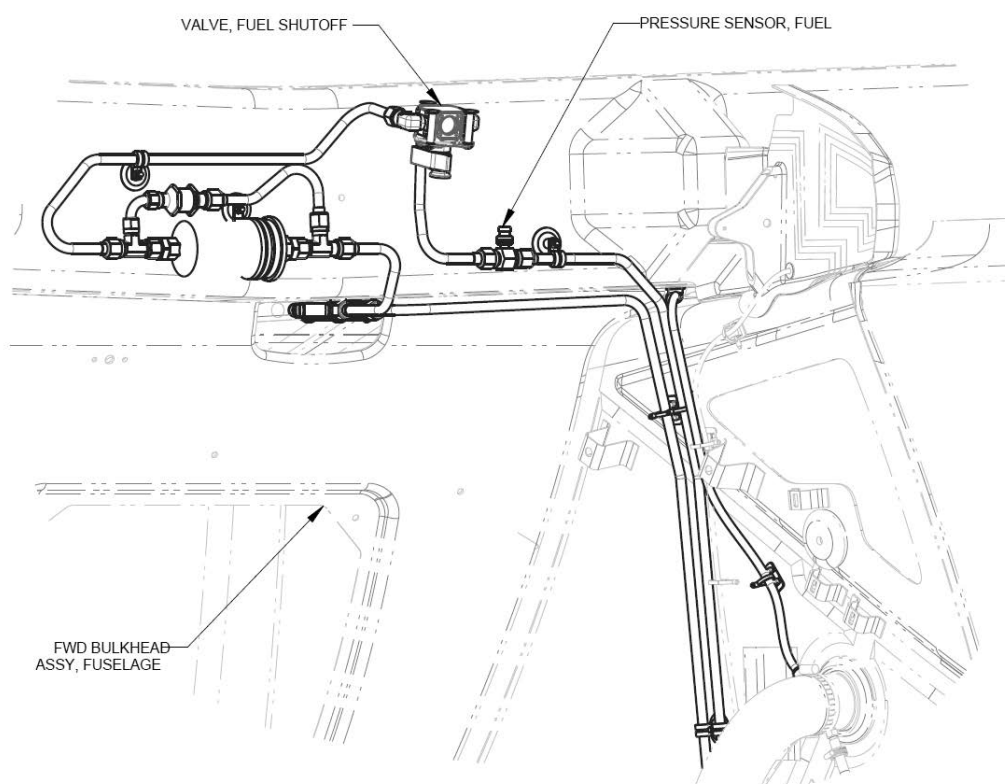 VALVE, FUEL SHUTOFF
PRESSURE SENSOR, FUEL
FWD BULKHEAD
ASSY, FUSELAGE